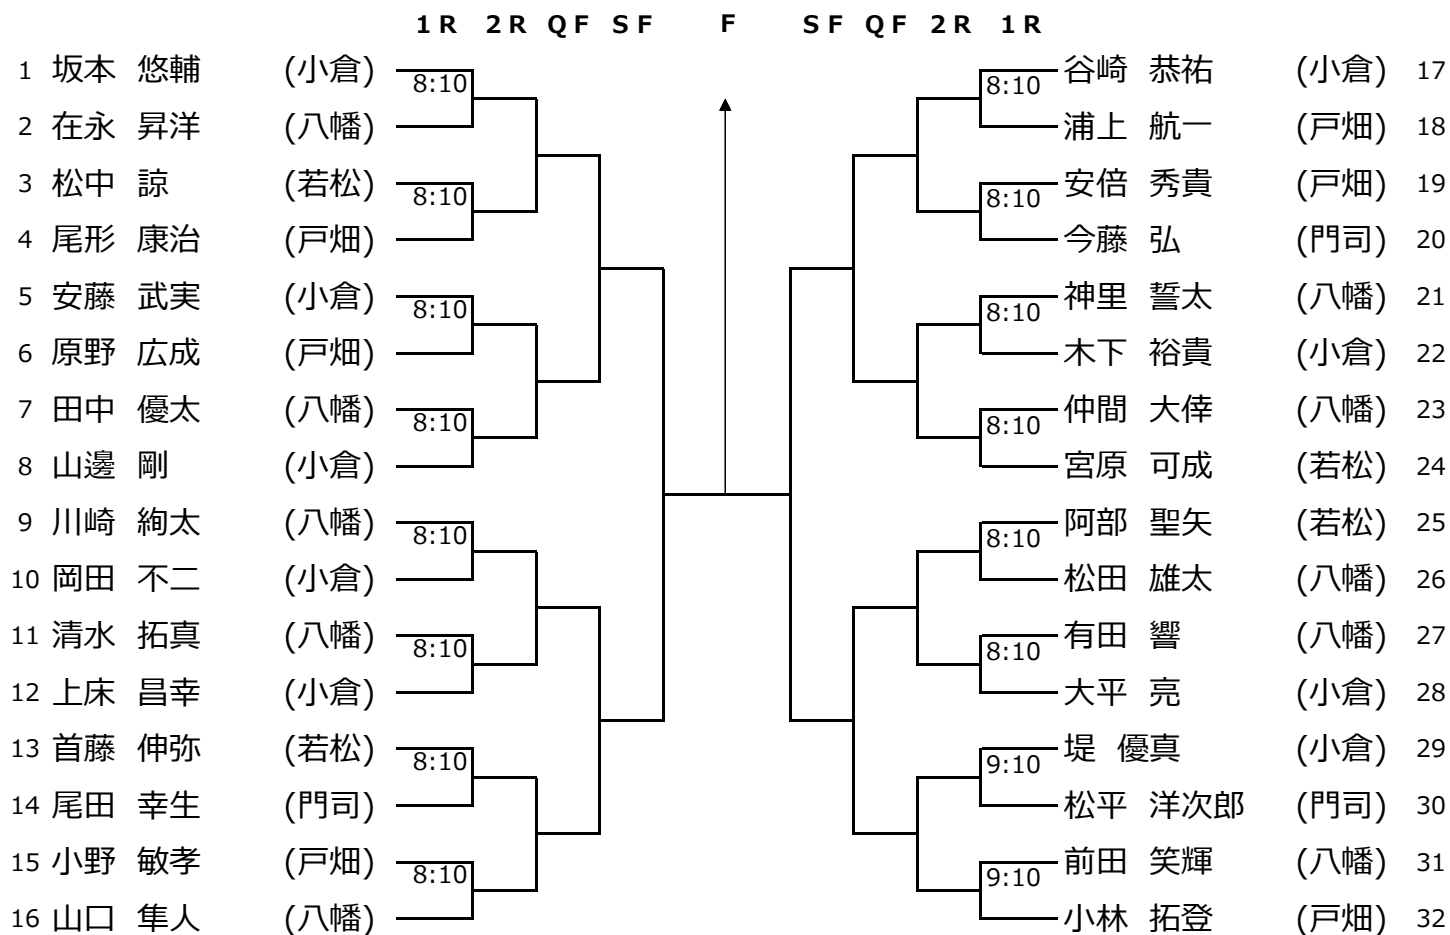 1R 2R QF SF F SF QF 2R 1R
1 坂本 悠輔 (小倉) 谷崎 恭祐 (小倉) 17
8:10 8:10
2 在永 昇洋 (八幡) 浦上 航一 (戸畑) 18
3 松中 諒 (若松) 安倍 秀貴 (戸畑) 19
8:10 8:10
4 尾形 康治 (戸畑) 今藤 弘 (門司) 20
5 安藤 武実 (小倉) 神里 誓太 (八幡) 21
8:10 8:10
6 原野 広成 (戸畑) 木下 裕貴 (小倉) 22
7 田中 優太 (八幡) 仲間 大倖 (八幡) 23
8:10 8:10
8 山邊 剛 (小倉) 宮原 可成 (若松) 24
9 川崎 絢太 (八幡) 阿部 聖矢 (若松) 25
8:10 8:10
10 岡田 不二 (小倉) 松田 雄太 (八幡) 26
11 清水 拓真 (八幡) 有田 響 (八幡) 27
8:10 8:10
12 上床 昌幸 (小倉) 大平 亮 (小倉) 28
13 首藤 伸弥 (若松) 堤 優真 (小倉) 29
8:10 9:10
14 尾田 幸生 (門司) 松平 洋次郎 (門司) 30
15 小野 敏孝 (戸畑) 前田 笑輝 (八幡) 31
8:10 9:10
16 山口 隼人 (八幡) 小林 拓登 (戸畑) 32